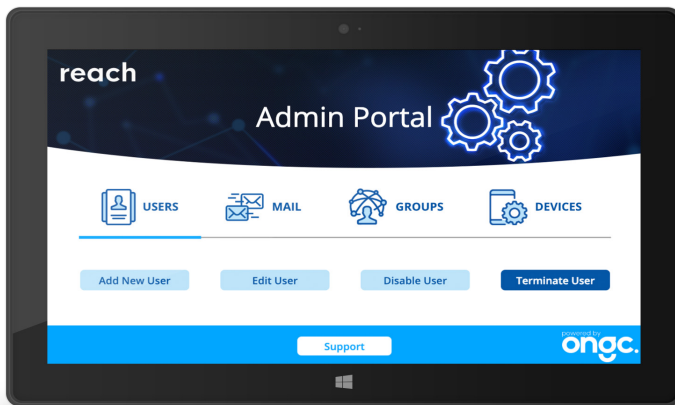 reach
Admin Portal
USERS
MAIL
GROUPS
DEVICES
Add New User
Edit User
Disable User
Terminate User
Support
powered by
ongc.